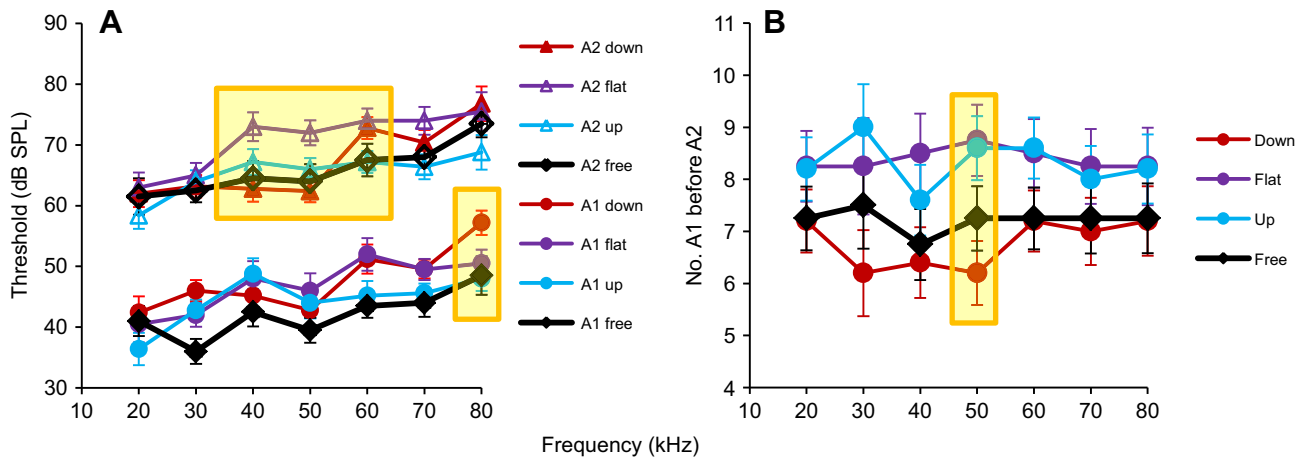 A
Threshold (dB SPL)
90
80
70
60
50
40
30
10 20 30 40 50 60 70 80
A2 down
A2 flat
A2 up
A2 free
A1 down
A1 flat
A1 up
A1 free
B
No. A1 before A2
11
10
9
8
7
6
5
4
10 20 30 40 50 60 70 80
Down
Flat
Up
Free
Frequency (kHz)